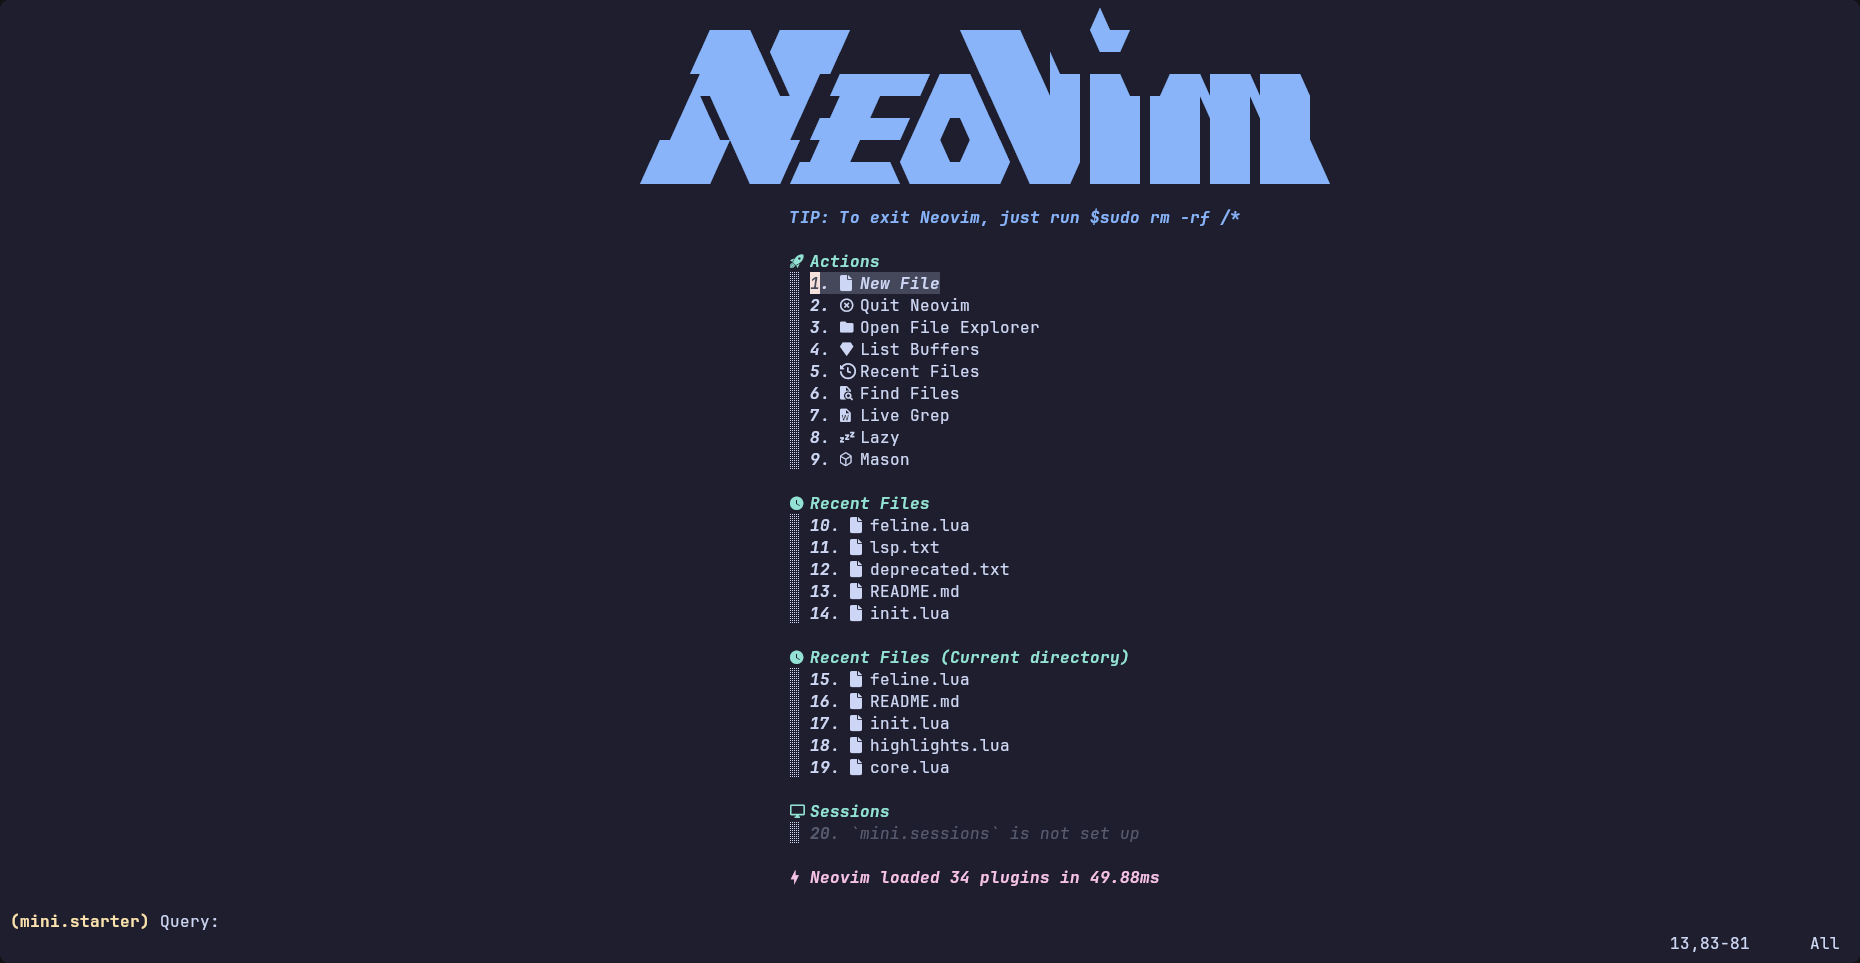 Neovim
TIP: To exit Neovim, just run $sudo rm -rf /*
Actions
1. New File
2. Quit Neovim
3. Open File Explorer
4. List Buffers
5. Recent Files
6. Find Files
7. Live Grep
8. Lazy
9. Mason
Recent Files
10. feline.lua
11. lsp.txt
12. deprecated.txt
13. README.md
14. init.lua
Recent Files (Current directory)
15. feline.lua
16. README.md
17. init.lua
18. highlights.lua
19. core.lua
Sessions
20. `mini.sessions` is not set up
Neovim loaded 34 plugins in 49.88ms
(mini.starter) Query:
13,83-81 All